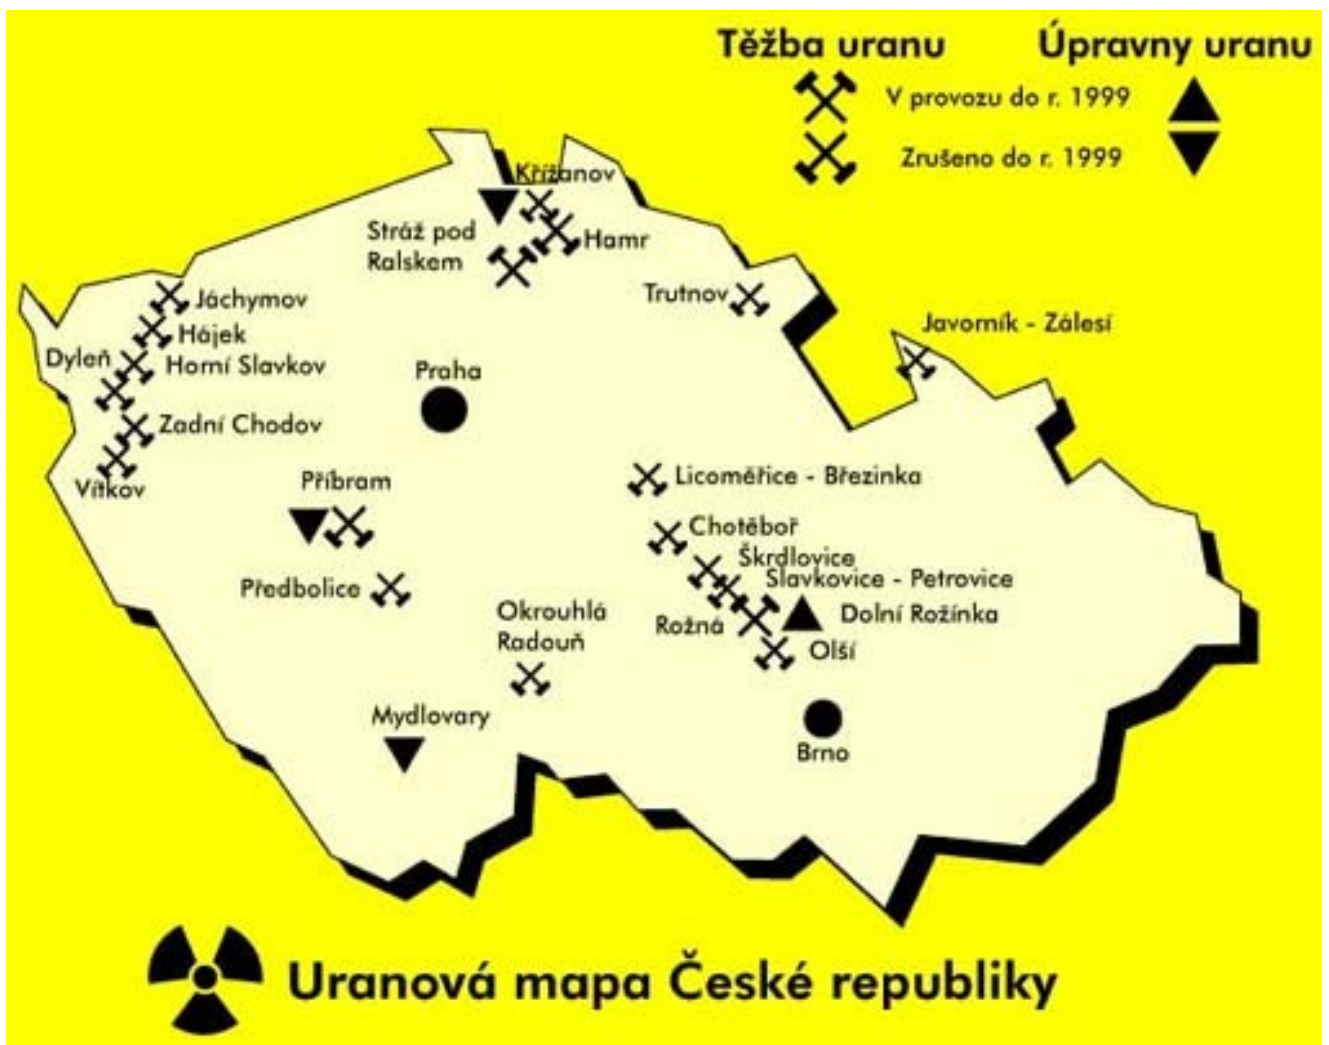 Těžba uranu
Úpravny uranu
V provozu do r. 1999
Zrušeno do r. 1999
Křížanov
Stráž pod
Ralskem
Hamr
Trutnov
Jáchymov
Hájek
Javorník - Zálesí
Dyleň
Horní Slavkov
Praha
Zadní Chodov
Vítkov
Příbram
Licoměřice - Březinka
Chotěboř
Škrdlovice
Slavkovice - Petrovice
Předbolice
Okrouhlá
Radouň
Rožná
Dolní Rožínka
Olší
Mydlovary
Brno
Uranová mapa České republiky